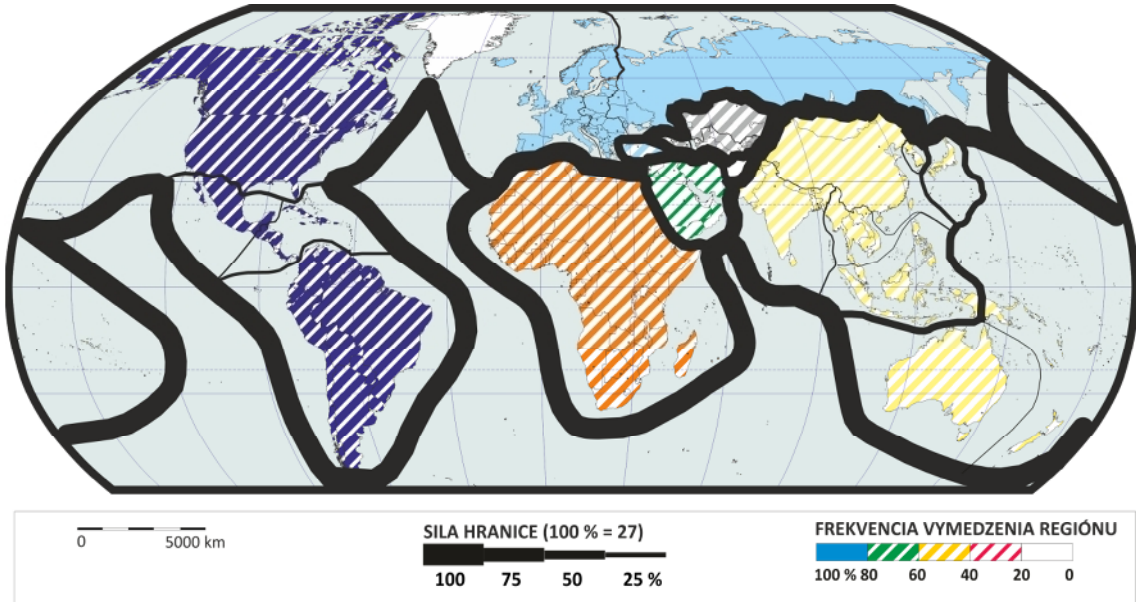 0 5000 km
SILA HRANICE (100 % = 27)
100 75 50 25 %
FREKVENCIA VYMEDZENIA REGIÓNU
100 % 80 60 40 20 0